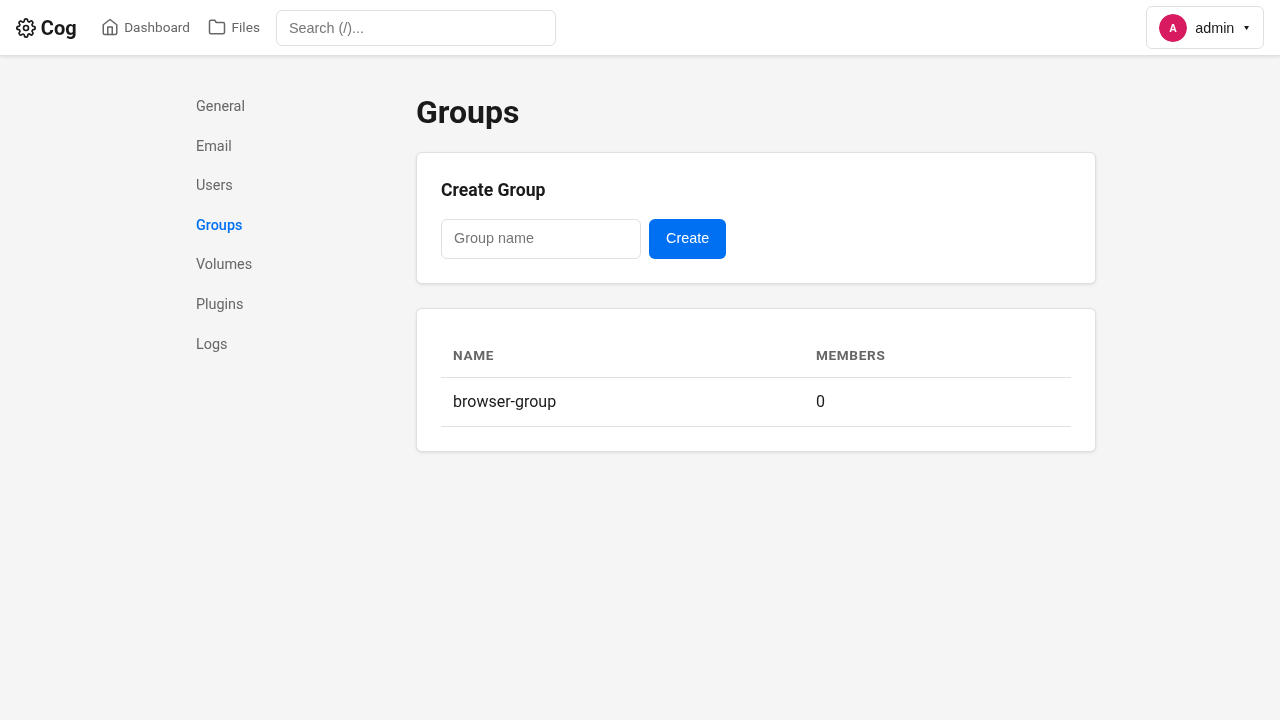 Cog
Dashboard
Files
Search (/)...
A
admin
General
Email
Users
Groups
Volumes
Plugins
Logs
Groups
Create Group
Group name
Create
NAME MEMBERS
browser-group 0